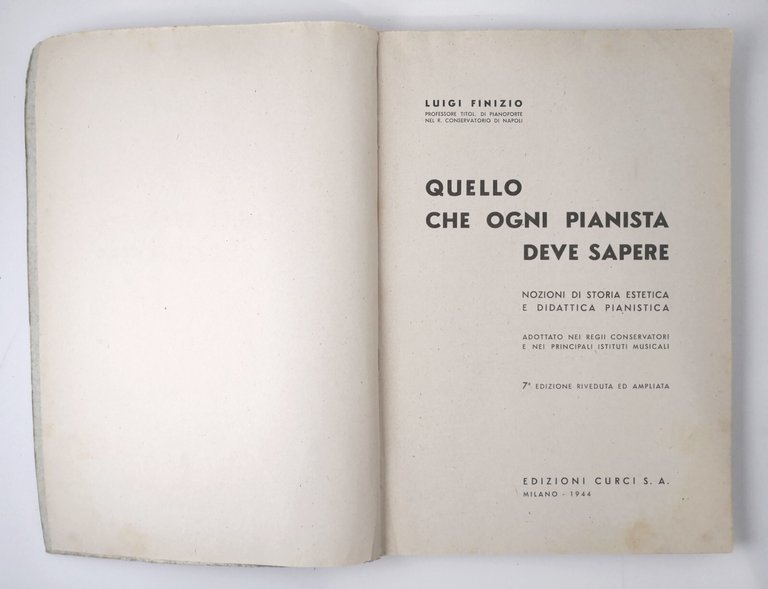 LUIGI FINIZIO
PROFESSORE TITOL. DI PIANOFORTE
NEL R. CONSERVATORIO DI NAPOLI
QUELLO
CHE OGNI PIANISTA
DEVE SAPERE
NOZIONI DI STORIA ESTETICA
E DIDATTICA PIANISTICA
ADOTTATO NEI REGII CONSERVATORI
E NEI PRINCIPALI ISTITUTI MUSICALI
7ª EDIZIONE RIVEDUTA ED AMPLIATA
EDIZIONI CURCI S. A.
MILANO - 1944